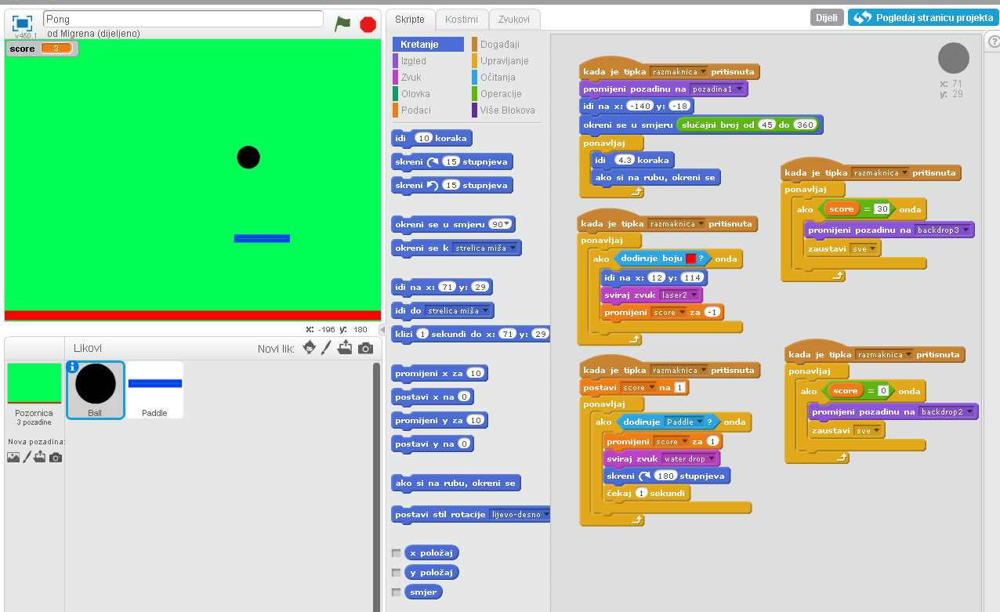 Pong
v450.1
od Migrena (dijeljeno)
score 3
x: -196 y: 180
Likovi
Novi lik:
Pozornica
3 pozadine
Nova pozadina:
Ball
Paddle
Skripte
Kostimi
Zvukovi
Dijeli
Pogledaj stranicu projekta
Kretanje
Događaji
Izgled
Upravljanje
Zvuk
Očitanja
Olovka
Operacije
Podaci
Više Blokova
idi 10 koraka
skreni 15 stupnjeva
skreni 15 stupnjeva
okreni se u smjeru 90
okreni se k strelica miša
idi na x: 71 y: 29
idi do strelica miša
klizi 1 sekundi do x: 71 y: 29
promijeni x za 10
postavi x na 0
promijeni y za 10
postavi y na 0
ako si na rubu, okreni se
postavi stil rotacije lijevo-desno
x položaj
y položaj
smjer
kada je tipka razmaknica pritisnuta
promijeni pozadinu na pozadina1
idi na x: -140 y: -18
okreni se u smjeru slučajni broj od 45 do 360
ponavljaj
idi 4.3 koraka
ako si na rubu, okreni se
kada je tipka razmaknica pritisnuta
ponavljaj
ako dodiruje boju ? onda
idi na x: 12 y: 114
sviraj zvuk laser2
promijeni score za -1
kada je tipka razmaknica pritisnuta
postavi score na 1
ponavljaj
ako dodiruje Paddle ? onda
promijeni score za 1
sviraj zvuk water drop
skreni 180 stupnjeva
čekaj 1 sekundi
x: 71
y: 29
?
kada je tipka razmaknica pritisnuta
ponavljaj
ako score = 30 onda
promijeni pozadinu na backdrop3
zaustavi sve
kada je tipka razmaknica pritisnuta
ponavljaj
ako score = 0 onda
promijeni pozadinu na backdrop2
zaustavi sve